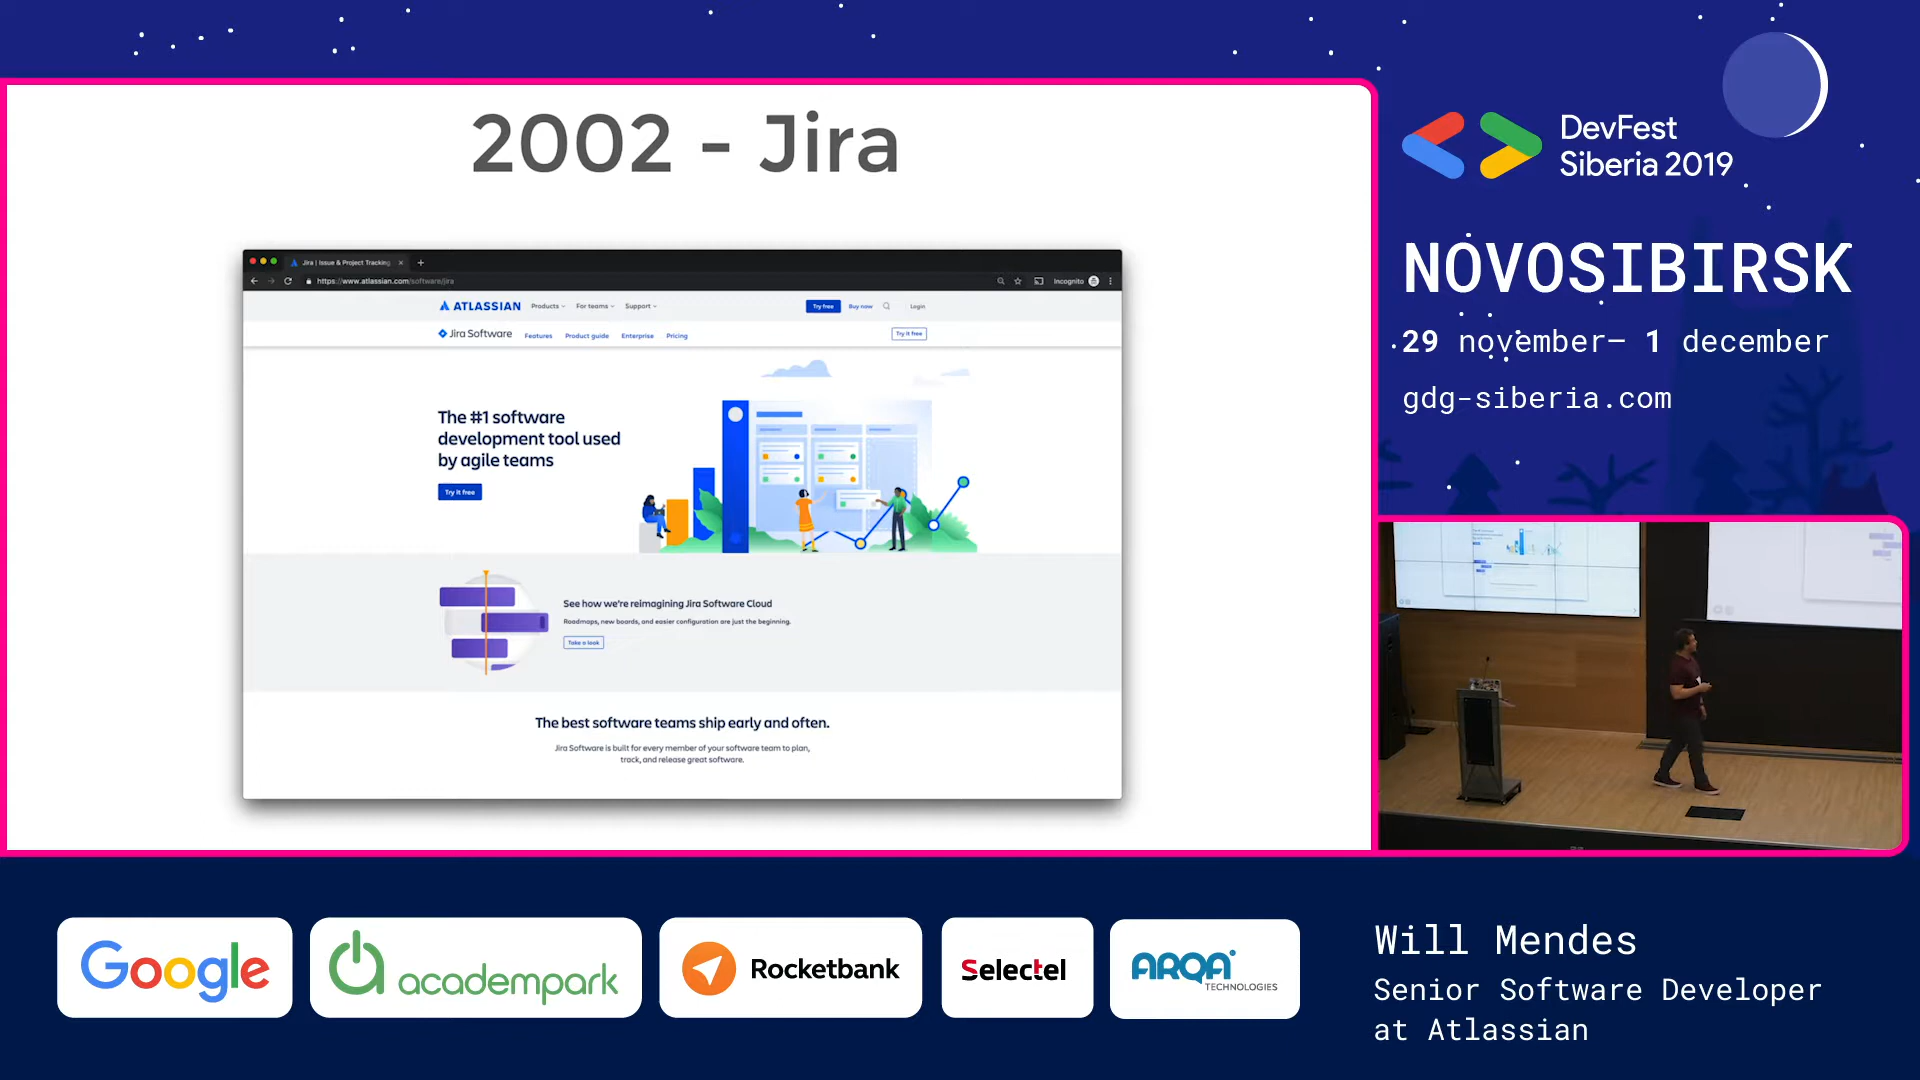 2002 - Jira
Jira | Issue & Project Tracking
https://www.atlassian.com/software/jira
Incognito
ATLASSIAN
Products
For teams
Support
Try free
Buy now
Login
Jira Software
Features
Product guide
Enterprise
Pricing
Try it free
The #1 software
development tool used
by agile teams
Try it free
See how we're reimagining Jira Software Cloud
Roadmaps, new boards, and easier configuration are just the beginning.
Take a look
The best software teams ship early and often.
Jira Software is built for every member of your software team to plan,
track, and release great software.
DevFest
Siberia 2019
NOVOSIBIRSK
29 november— 1 december
gdg-siberia.com
Google
academpark
Rocketbank
Selectel
ARQA
TECHNOLOGIES
Will Mendes
Senior Software Developer
at Atlassian